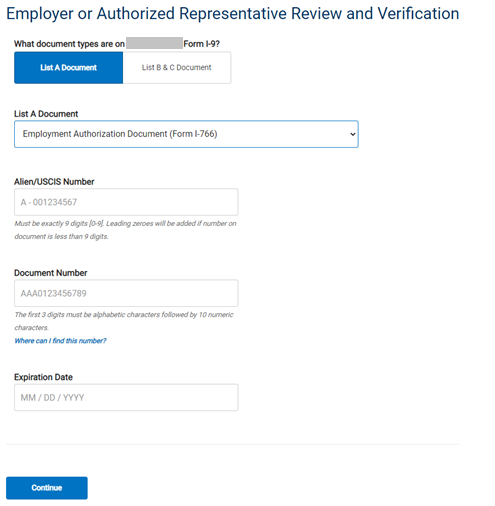 Employer or Authorized Representative Review and Verification
What document types are on Form I-9?
List A Document
List B & C Document
List A Document
Employment Authorization Document (Form I-766)
Alien/USCIS Number
A - 001234567
Must be exactly 9 digits [0-9]. Leading zeroes will be added if number on
document is less than 9 digits.
Document Number
AAA0123456789
The first 3 digits must be alphabetic characters followed by 10 numeric
characters.
Where can I find this number?
Expiration Date
MM / DD / YYYY
Continue